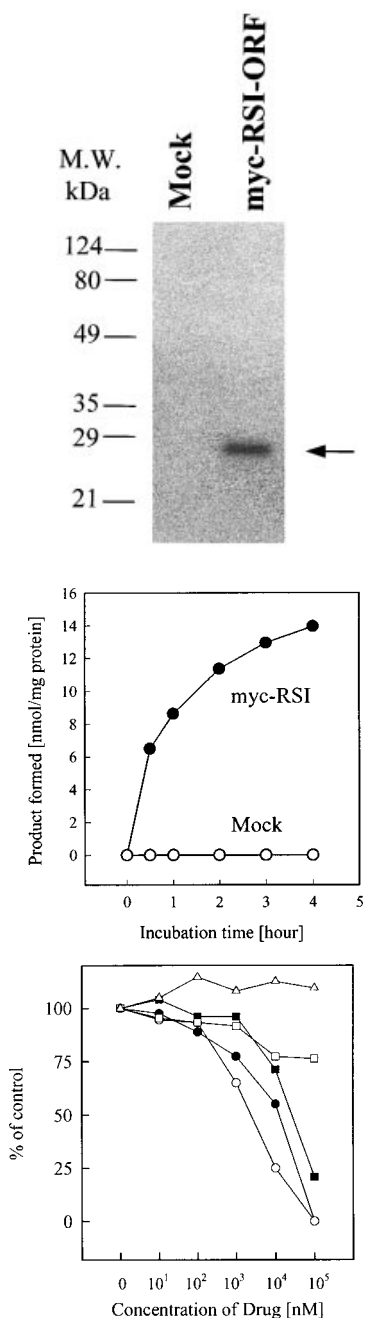 M.W.
kDa
Mock
myc-RSI-ORF
124
80
49
35
29
21
16
14
12
10
8
6
4
2
0
Product formed [nmol/mg protein]
myc-RSI
Mock
0 1 2 3 4 5
Incubation time [hour]
100
75
50
25
0
% of control
0 10¹ 10² 10³ 10⁴ 10⁵
Concentration of Drug [nM]